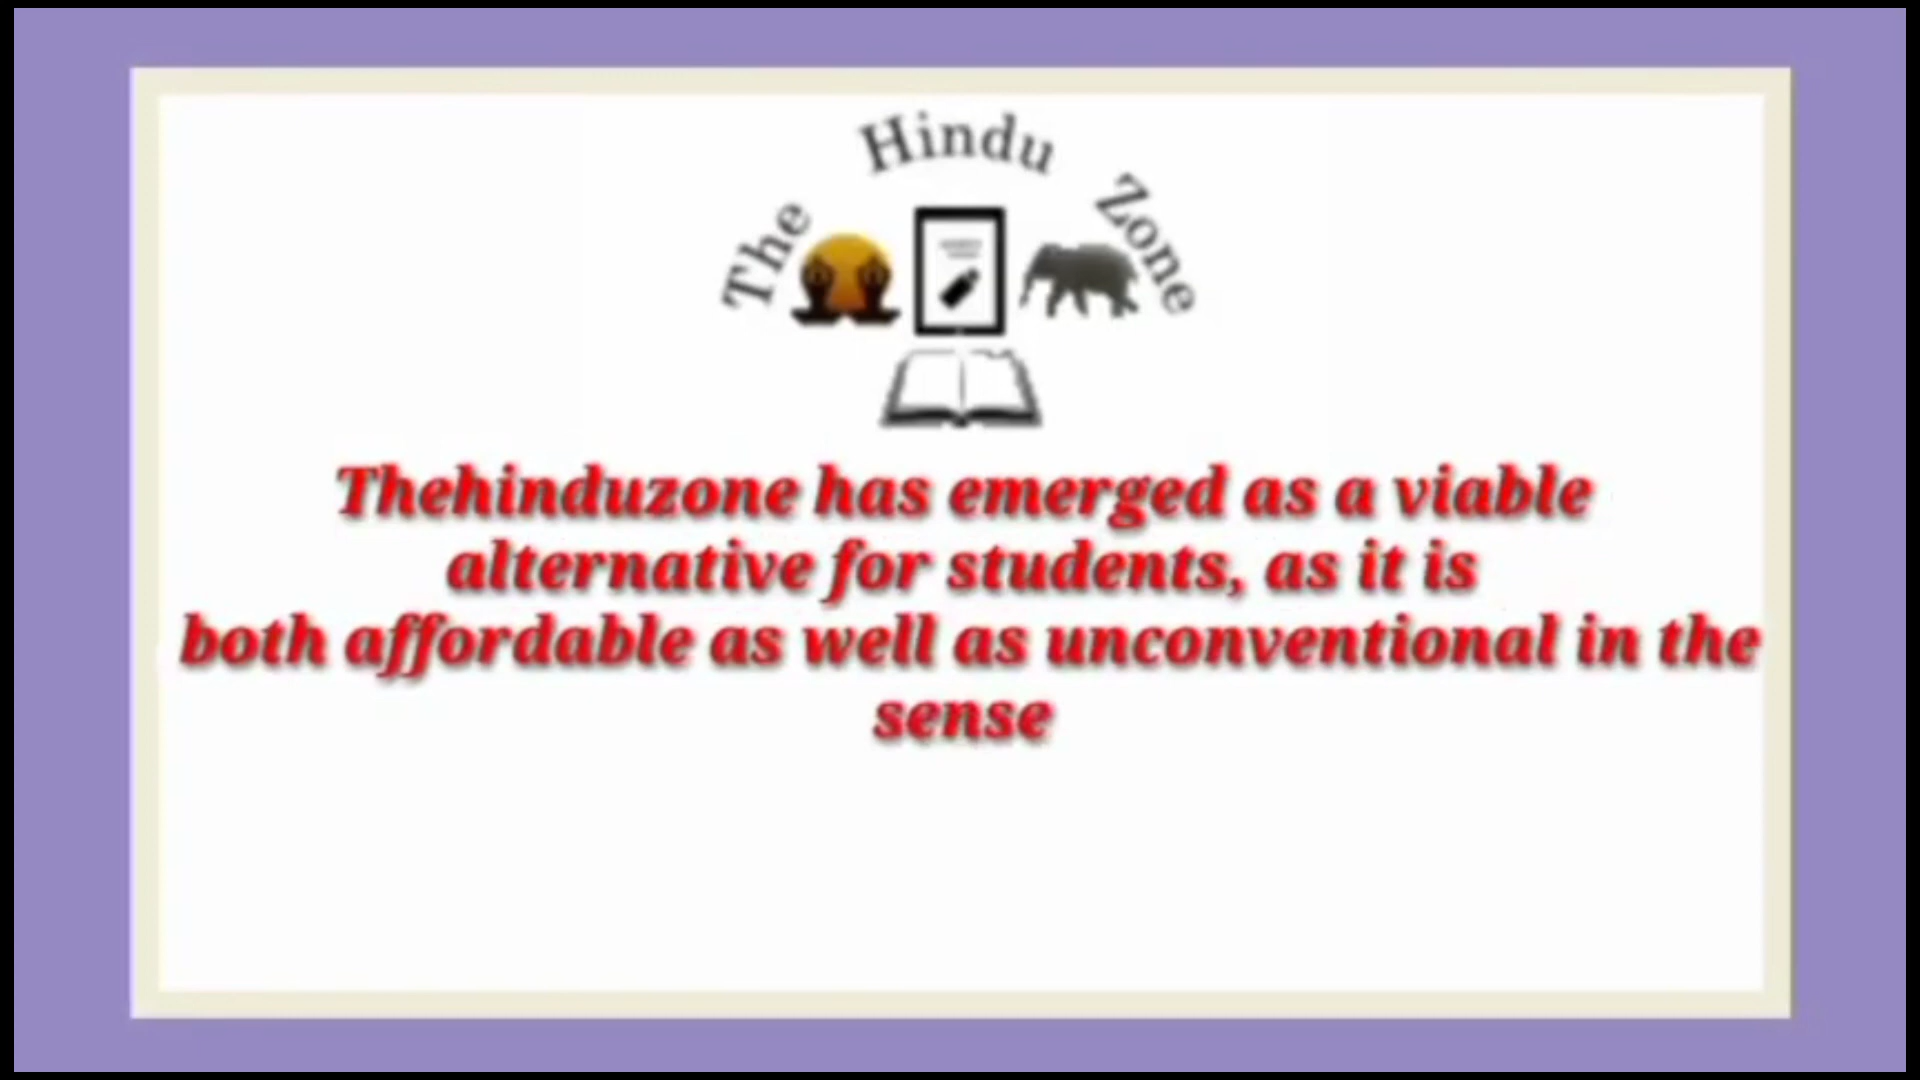 The Hindu Zone
Thehinduzone has emerged as a viable
alternative for students, as it is
both affordable as well as unconventional in the
sense